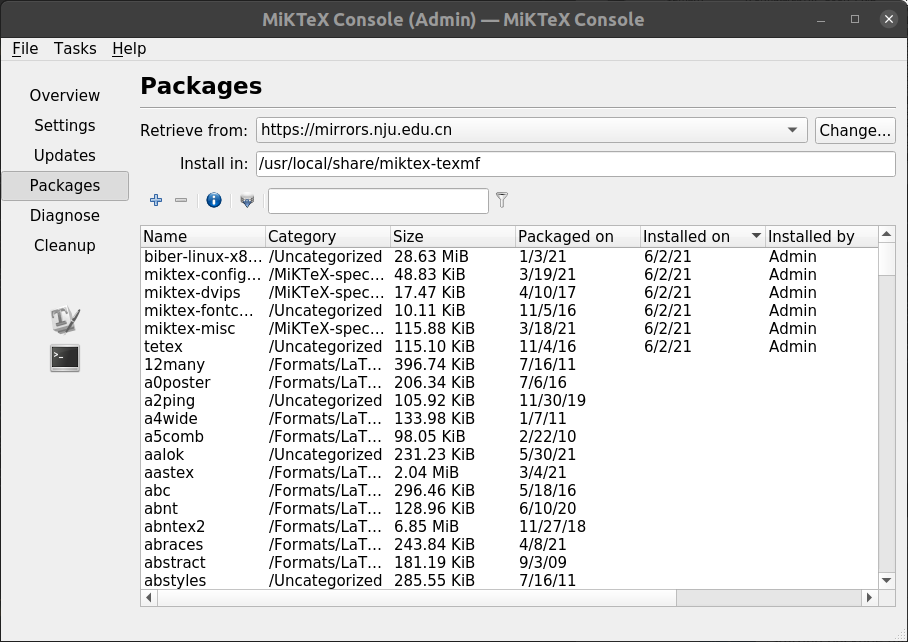 MiKTeX Console (Admin) — MiKTeX Console
File Tasks Help
Overview
Settings
Updates
Packages
Diagnose
Cleanup
Packages
Retrieve from: https://mirrors.nju.edu.cn Change...
Install in: /usr/local/share/miktex-texmf
Name Category Size Packaged on Installed on Installed by
biber-linux-x8... /Uncategorized 28.63 MiB 1/3/21 6/2/21 Admin
miktex-config... /MiKTeX-spec... 48.83 KiB 3/19/21 6/2/21 Admin
miktex-dvips /MiKTeX-spec... 17.47 KiB 4/10/17 6/2/21 Admin
miktex-fontc... /Uncategorized 10.11 KiB 11/5/16 6/2/21 Admin
miktex-misc /MiKTeX-spec... 115.88 KiB 3/18/21 6/2/21 Admin
tetex /Uncategorized 115.10 KiB 11/4/16 6/2/21 Admin
12many /Formats/LaT... 396.74 KiB 7/16/11
a0poster /Formats/LaT... 206.34 KiB 7/6/16
a2ping /Uncategorized 105.92 KiB 11/30/19
a4wide /Formats/LaT... 133.98 KiB 1/7/11
a5comb /Formats/LaT... 98.05 KiB 2/22/10
aalok /Uncategorized 231.23 KiB 5/30/21
aastex /Formats/LaT... 2.04 MiB 3/4/21
abc /Formats/LaT... 296.46 KiB 5/18/16
abnt /Formats/LaT... 128.96 KiB 6/10/20
abntex2 /Formats/LaT... 6.85 MiB 11/27/18
abraces /Formats/LaT... 243.84 KiB 4/8/21
abstract /Formats/LaT... 181.19 KiB 9/3/09
abstyles /Uncategorized 285.55 KiB 7/16/11